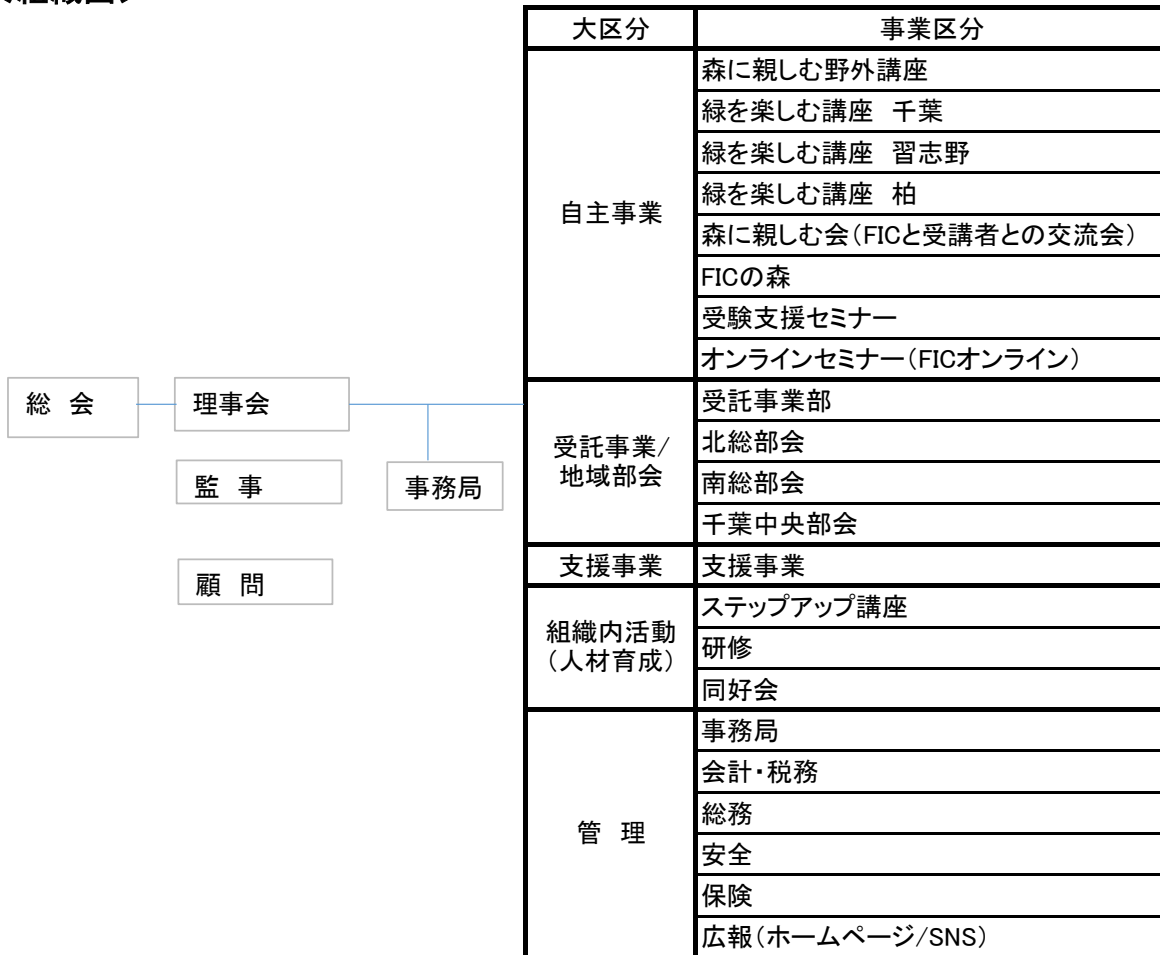 総 会
理事会
監 事
顧 問
事務局
大区分 事業区分
自主事業
森に親しむ野外講座
緑を楽しむ講座 千葉
緑を楽しむ講座 習志野
緑を楽しむ講座 柏
森に親しむ会（FICと受講者との交流会）
FICの森
受験支援セミナー
オンラインセミナー（FICオンライン）
受託事業/
地域部会
受託事業部
北総部会
南総部会
千葉中央部会
支援事業 支援事業
組織内活動
（人材育成）
ステップアップ講座
研修
同好会
管 理
事務局
会計・税務
総務
安全
保険
広報（ホームページ/SNS）